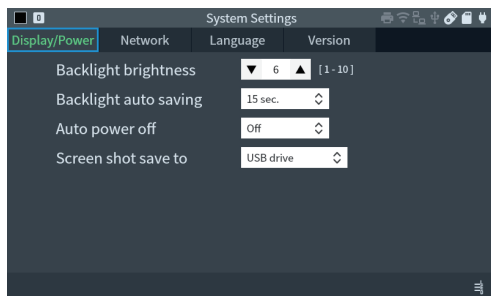 0 System Settings
Display/Power Network Language Version
Backlight brightness ▼ 6 ▲ [1-10]
Backlight auto saving 15 sec.
Auto power off Off
Screen shot save to USB drive